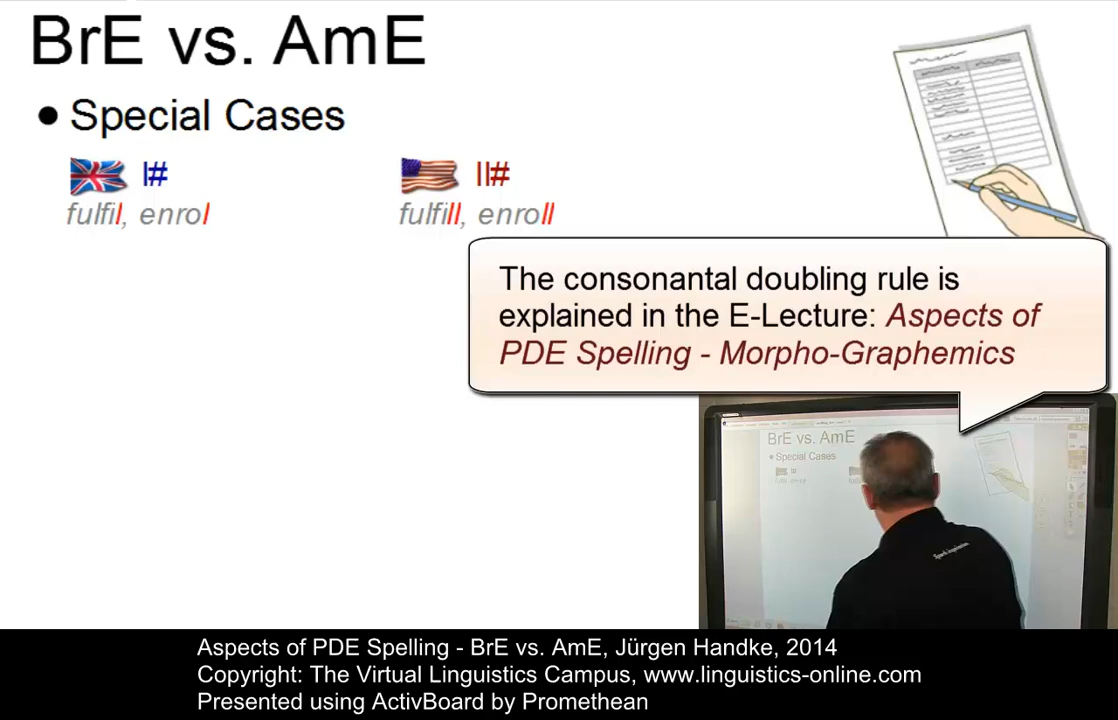 BrE vs. AmE
• Special Cases
l# ll#
fulfil, enrol fulfill, enroll
The consonantal doubling rule is
explained in the E-Lecture: Aspects of
PDE Spelling - Morpho-Graphemics
BrE vs. AmE
• Special Cases
l#
fulfil, enrol
Aspects of PDE Spelling - BrE vs. AmE, Jürgen Handke, 2014
Copyright: The Virtual Linguistics Campus, www.linguistics-online.com
Presented using ActivBoard by Promethean